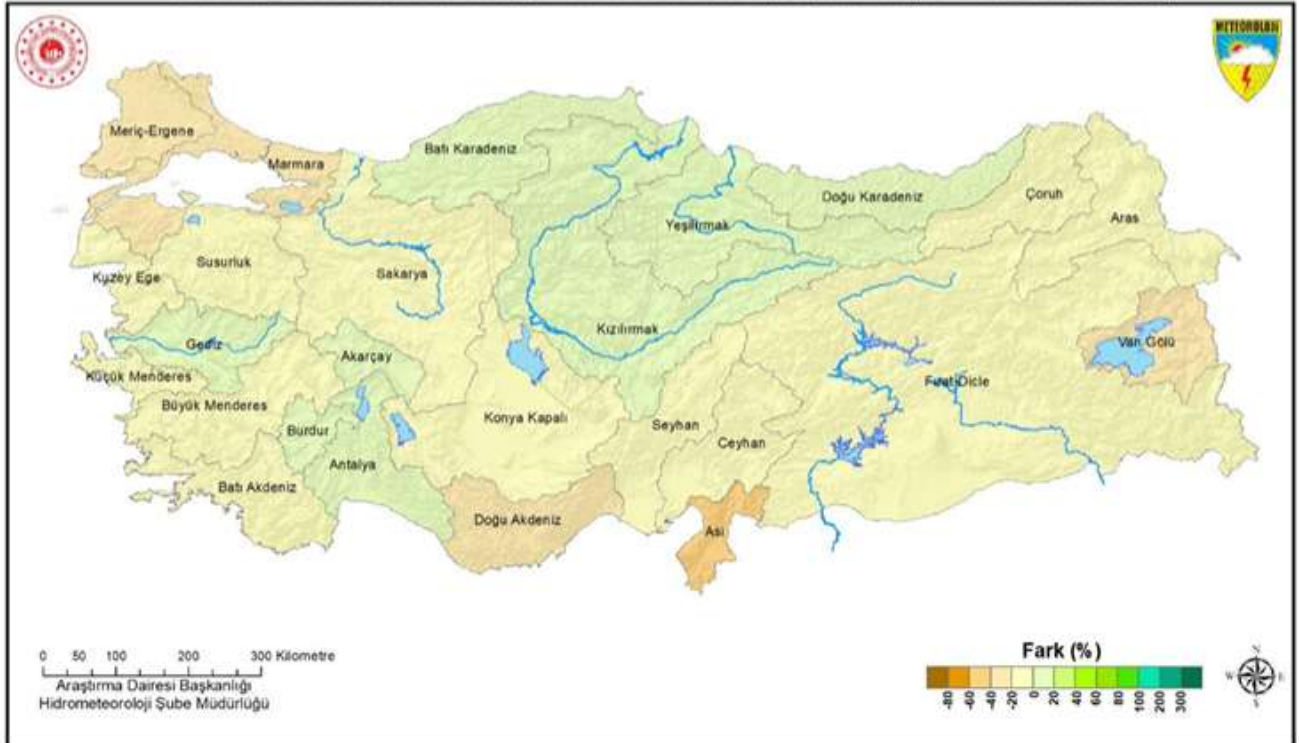 METEOROLOJİ
Meriç-Ergene
Marmara
Batı Karadeniz
Doğu Karadeniz
Çoruh
Aras
Yeşilırmak
Susurluk
Kuzey Ege
Sakarya
Kızılırmak
Van Gölü
Gediz
Akarçay
Küçük Menderes
Fırat-Dicle
Büyük Menderes
Konya Kapalı
Seyhan
Burdur
Ceyhan
Antalya
Batı Akdeniz
Doğu Akdeniz
Asi
0 50 100 200 300 Kilometre
Araştırma Dairesi Başkanlığı
Hidrometeoroloji Şube Müdürlüğü
Fark (%)
-80 -60 -40 -20 0 20 40 60 80 100 200 300
N
W E
S